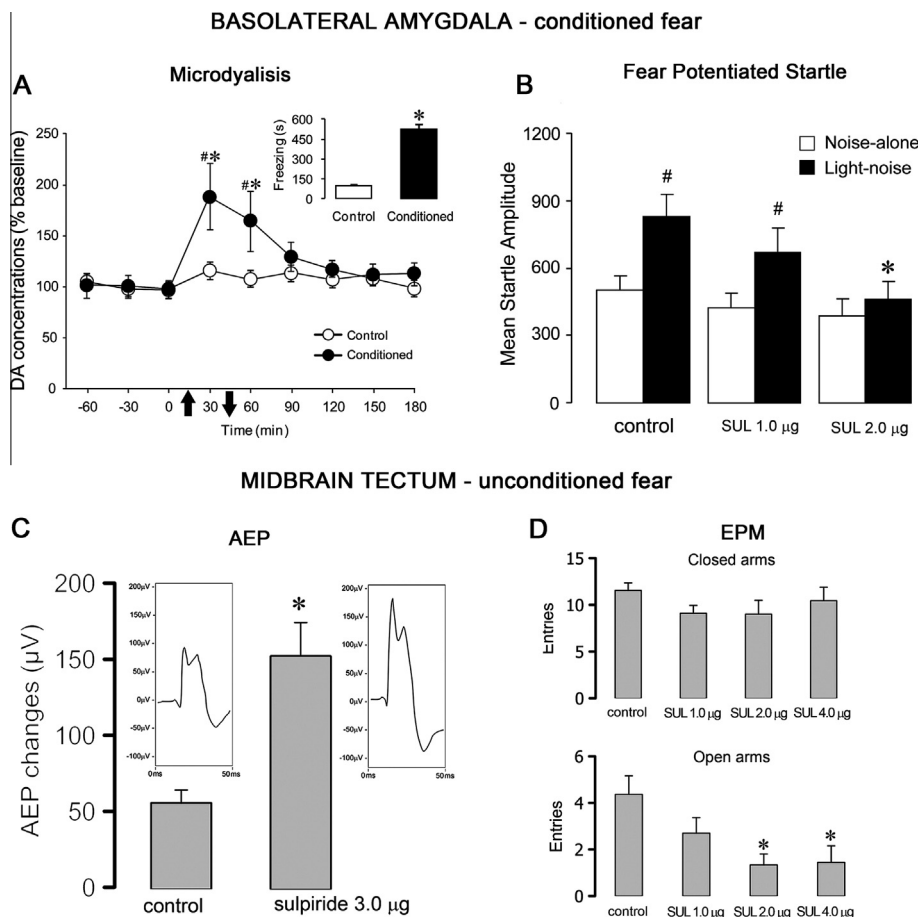 BASOLATERAL AMYGDALA - conditioned fear
A
Microdyalisis
DA concentrations (% baseline)
250
200
150
100
50
0
#*
#*
Freezing (s)
600
450
300
150
0
*
Control
Conditioned
Control
Conditioned
-60 -30 0 30 60 90 120 150 180
Time (min)
B
Fear Potentiated Startle
Mean Startle Amplitude
1200
900
600
300
0
Noise-alone
Light-noise
#
#
*
control SUL 1.0 µg SUL 2.0 µg
MIDBRAIN TECTUM - unconditioned fear
C
AEP
AEP changes (µV)
200
150
100
50
0
200µV
150µV
100µV
50µV
0µV
-50µV
-100µV
0ms 50ms
*
200µV
150µV
100µV
50µV
0µV
-50µV
-100µV
0ms 50ms
control sulpiride 3.0 µg
D
EPM
Closed arms
Entries
15
10
5
0
control SUL 1.0 µg SUL 2.0 µg SUL 4.0 µg
Open arms
Entries
6
4
2
0
* *
control SUL 1.0 µg SUL 2.0 µg SUL 4.0 µg